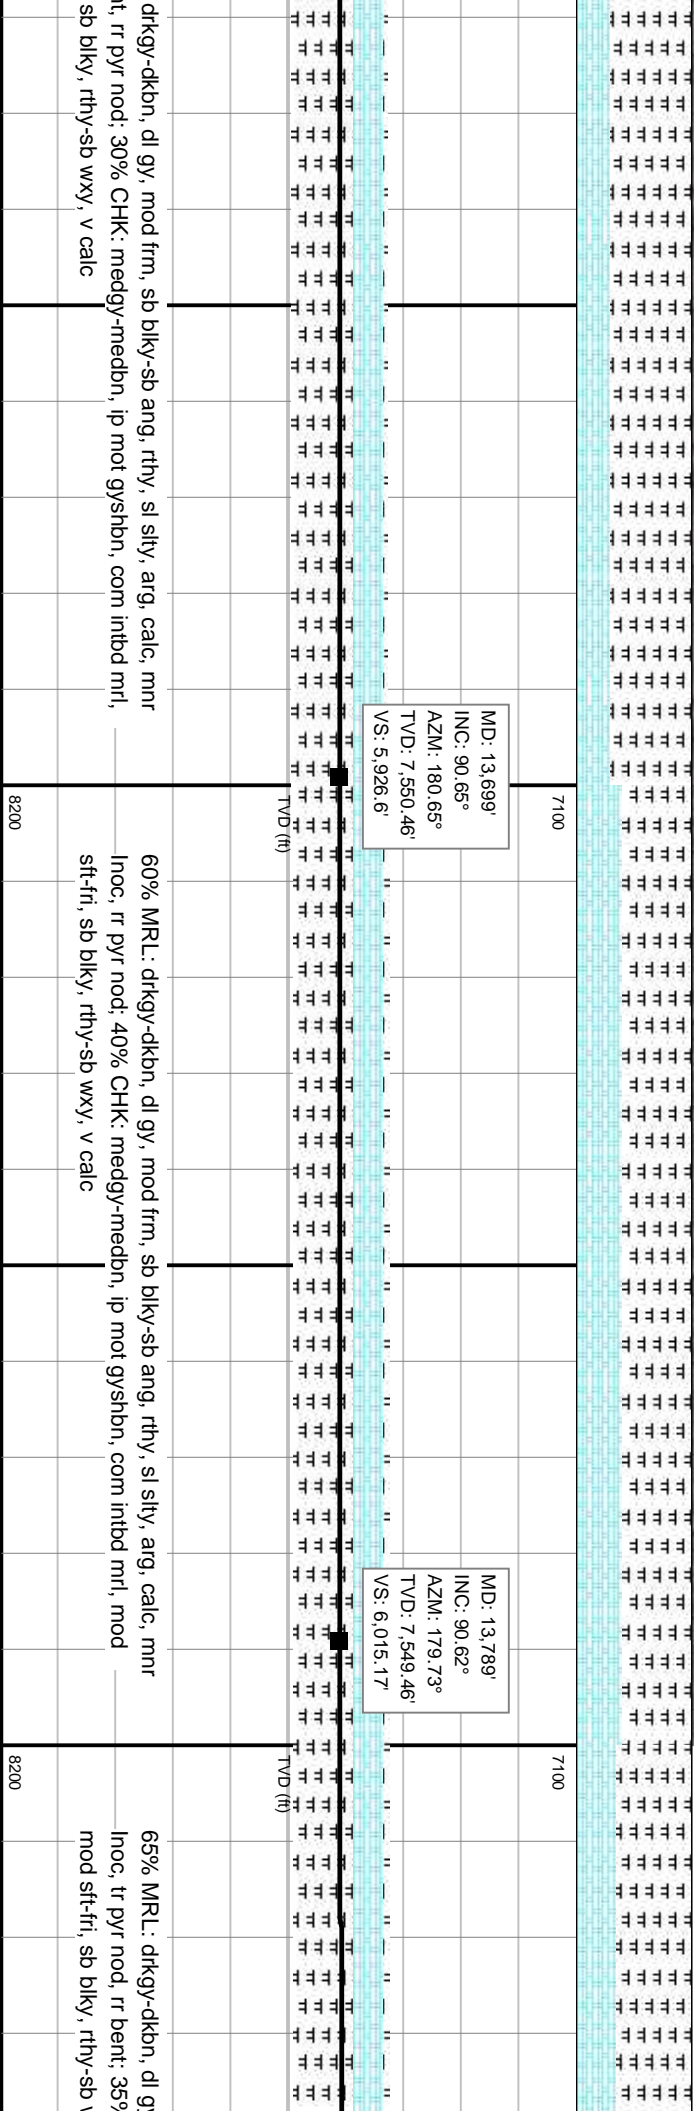 drkgy-dkbn, dl gy, mod frm, sb blky-sb ang, rthy, sl slty, arg, calc, mnr
nt, rr pyr nod; 30% CHK: medgy-medbn, ip mot gyshbn, com intbd mrl,
sb blky, rthy-sb wxy, v calc
MD: 13,699'
INC: 90.65°
AZM: 180.65°
TVD: 7,550.46'
VS: 5,926.6'
7100
TVD (ft)
8200
60% MRL: drkgy-dkbn, dl gy, mod frm, sb blky-sb ang, rthy, sl slty, arg, calc, mnr
Inoc, rr pyr nod; 40% CHK: medgy-medbn, ip mot gyshbn, com intbd mrl, mod
sft-fri, sb blky, rthy-sb wxy, v calc
MD: 13,789'
INC: 90.62°
AZM: 179.73°
TVD: 7,549.46'
VS: 6,015.17'
7100
TVD (ft)
8200
65% MRL: drkgy-dkbn, dl gy
Inoc, tr pyr nod, rr bent; 35%
mod sft-fri, sb blky, rthy-sb